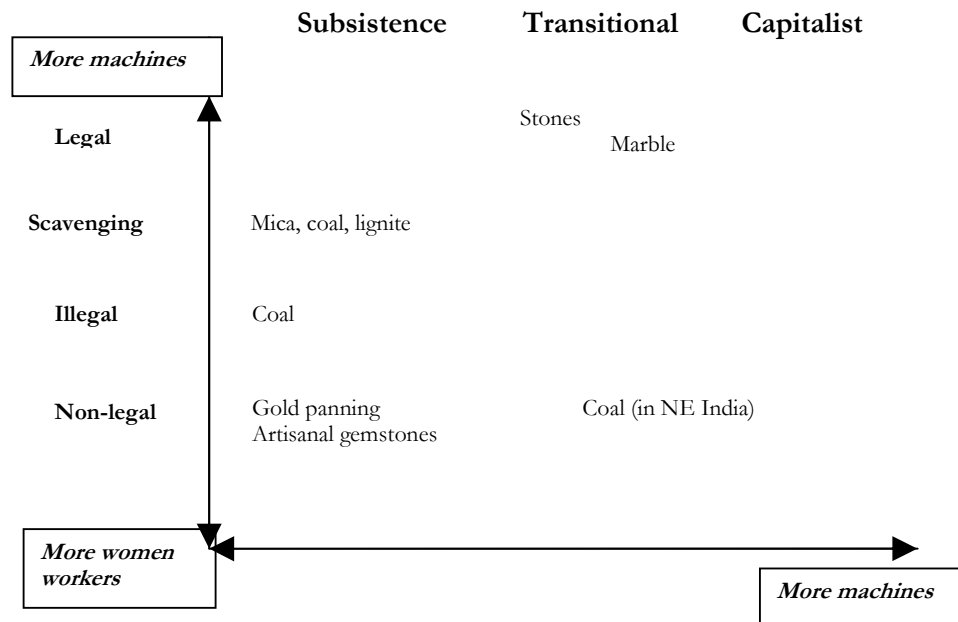 Subsistence Transitional Capitalist
More machines
Legal
Stones
Marble
Scavenging
Mica, coal, lignite
Illegal
Coal
Non-legal
Gold panning
Artisanal gemstones
Coal (in NE India)
More women
workers
More machines